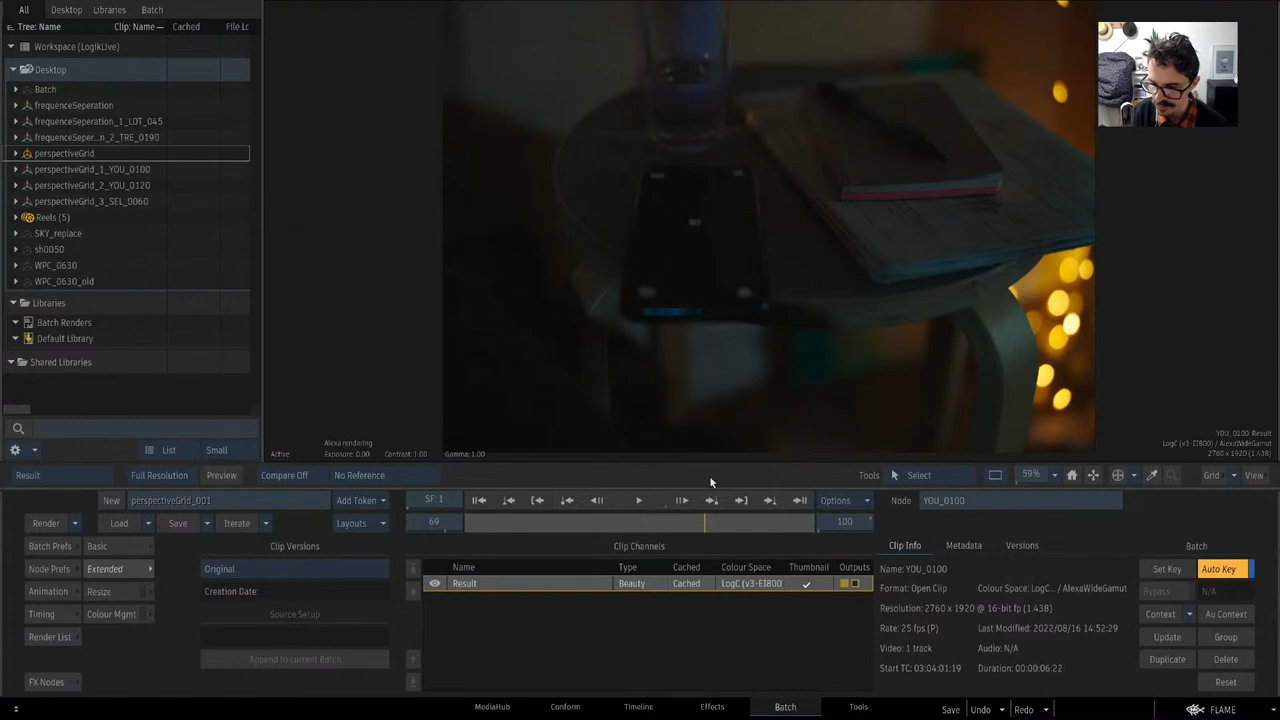 All Desktop Libraries Batch
Tree: Name Clip: Name Cached File Lc
Workspace (LogikLive)
Desktop
Batch
frequenceSeperation
frequenceSeperation_1_LOT_045
frequenceSeper...n_2_TRE_0190
perspectiveGrid
perspectiveGrid_1_YOU_0100
perspectiveGrid_2_YOU_0120
perspectiveGrid_3_SEL_0060
Reels (5)
SKY_replace
sh0050
WPC_0630
WPC_0630_old
Libraries
Batch Renders
Default Library
Shared Libraries
List Small
Alexa rendering
Active Exposure: 0.00 Contrast: 1.00 Gamma: 1.00
YOU_0100: Result
LogC (v3-EI800) / AlexaWideGamut
2760 x 1920 (1.438)
Result Full Resolution Preview Compare Off No Reference Tools Select 59% Grid View
New perspectiveGrid_001 Add Token SF: 1 Options Node YOU_0100
Render Load Save Iterate Layouts 69 100
Batch Prefs Basic Clip Versions Clip Channels Clip Info Metadata Versions Batch
Node Prefs Extended Original Name Type Cached Colour Space Thumbnail Outputs Name: YOU_0100 Set Key Auto Key
Animation Resize Creation Date: Result Beauty Cached LogC (v3-EI800) Format: Open Clip Colour Space: LogC... / AlexaWideGamut Bypass N/A
Timing Colour Mgmt Source Setup Resolution: 2760 x 1920 @ 16-bit fp (1.438) Context Au Context
Render List Rate: 25 fps (P) Last Modified: 2022/08/16 14:52:29 Update Group
Append to current Batch Video: 1 track Audio: N/A Duplicate Delete
FX Nodes Start TC: 03:04:01:19 Duration: 00:00:06:22 Reset
MediaHub Conform Timeline Effects Batch Tools Save Undo Redo FLAME